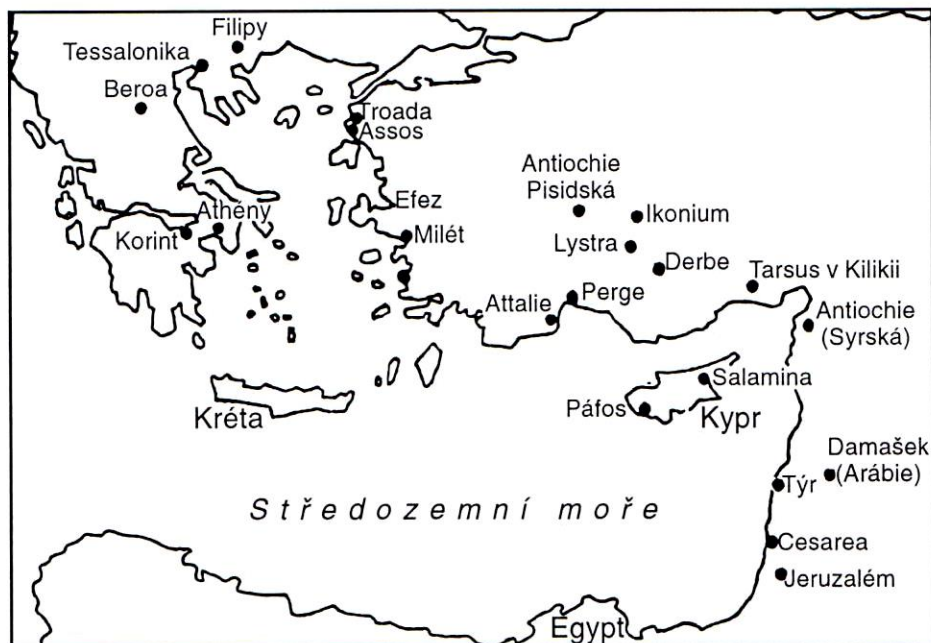 Filipy
Tessalonika
Beroa
Troada
Assos
Antiochie
Pisidská
Efez
Ikonium
Athény
Korint
Milét
Lystra
Derbe
Tarsus v Kilikii
Attalie
Perge
Antiochie
(Syrská)
Salamina
Kréta
Páfos
Kypr
Damašek
(Arábie)
Týr
Středozemní moře
Cesarea
Jeruzalém
Egypt